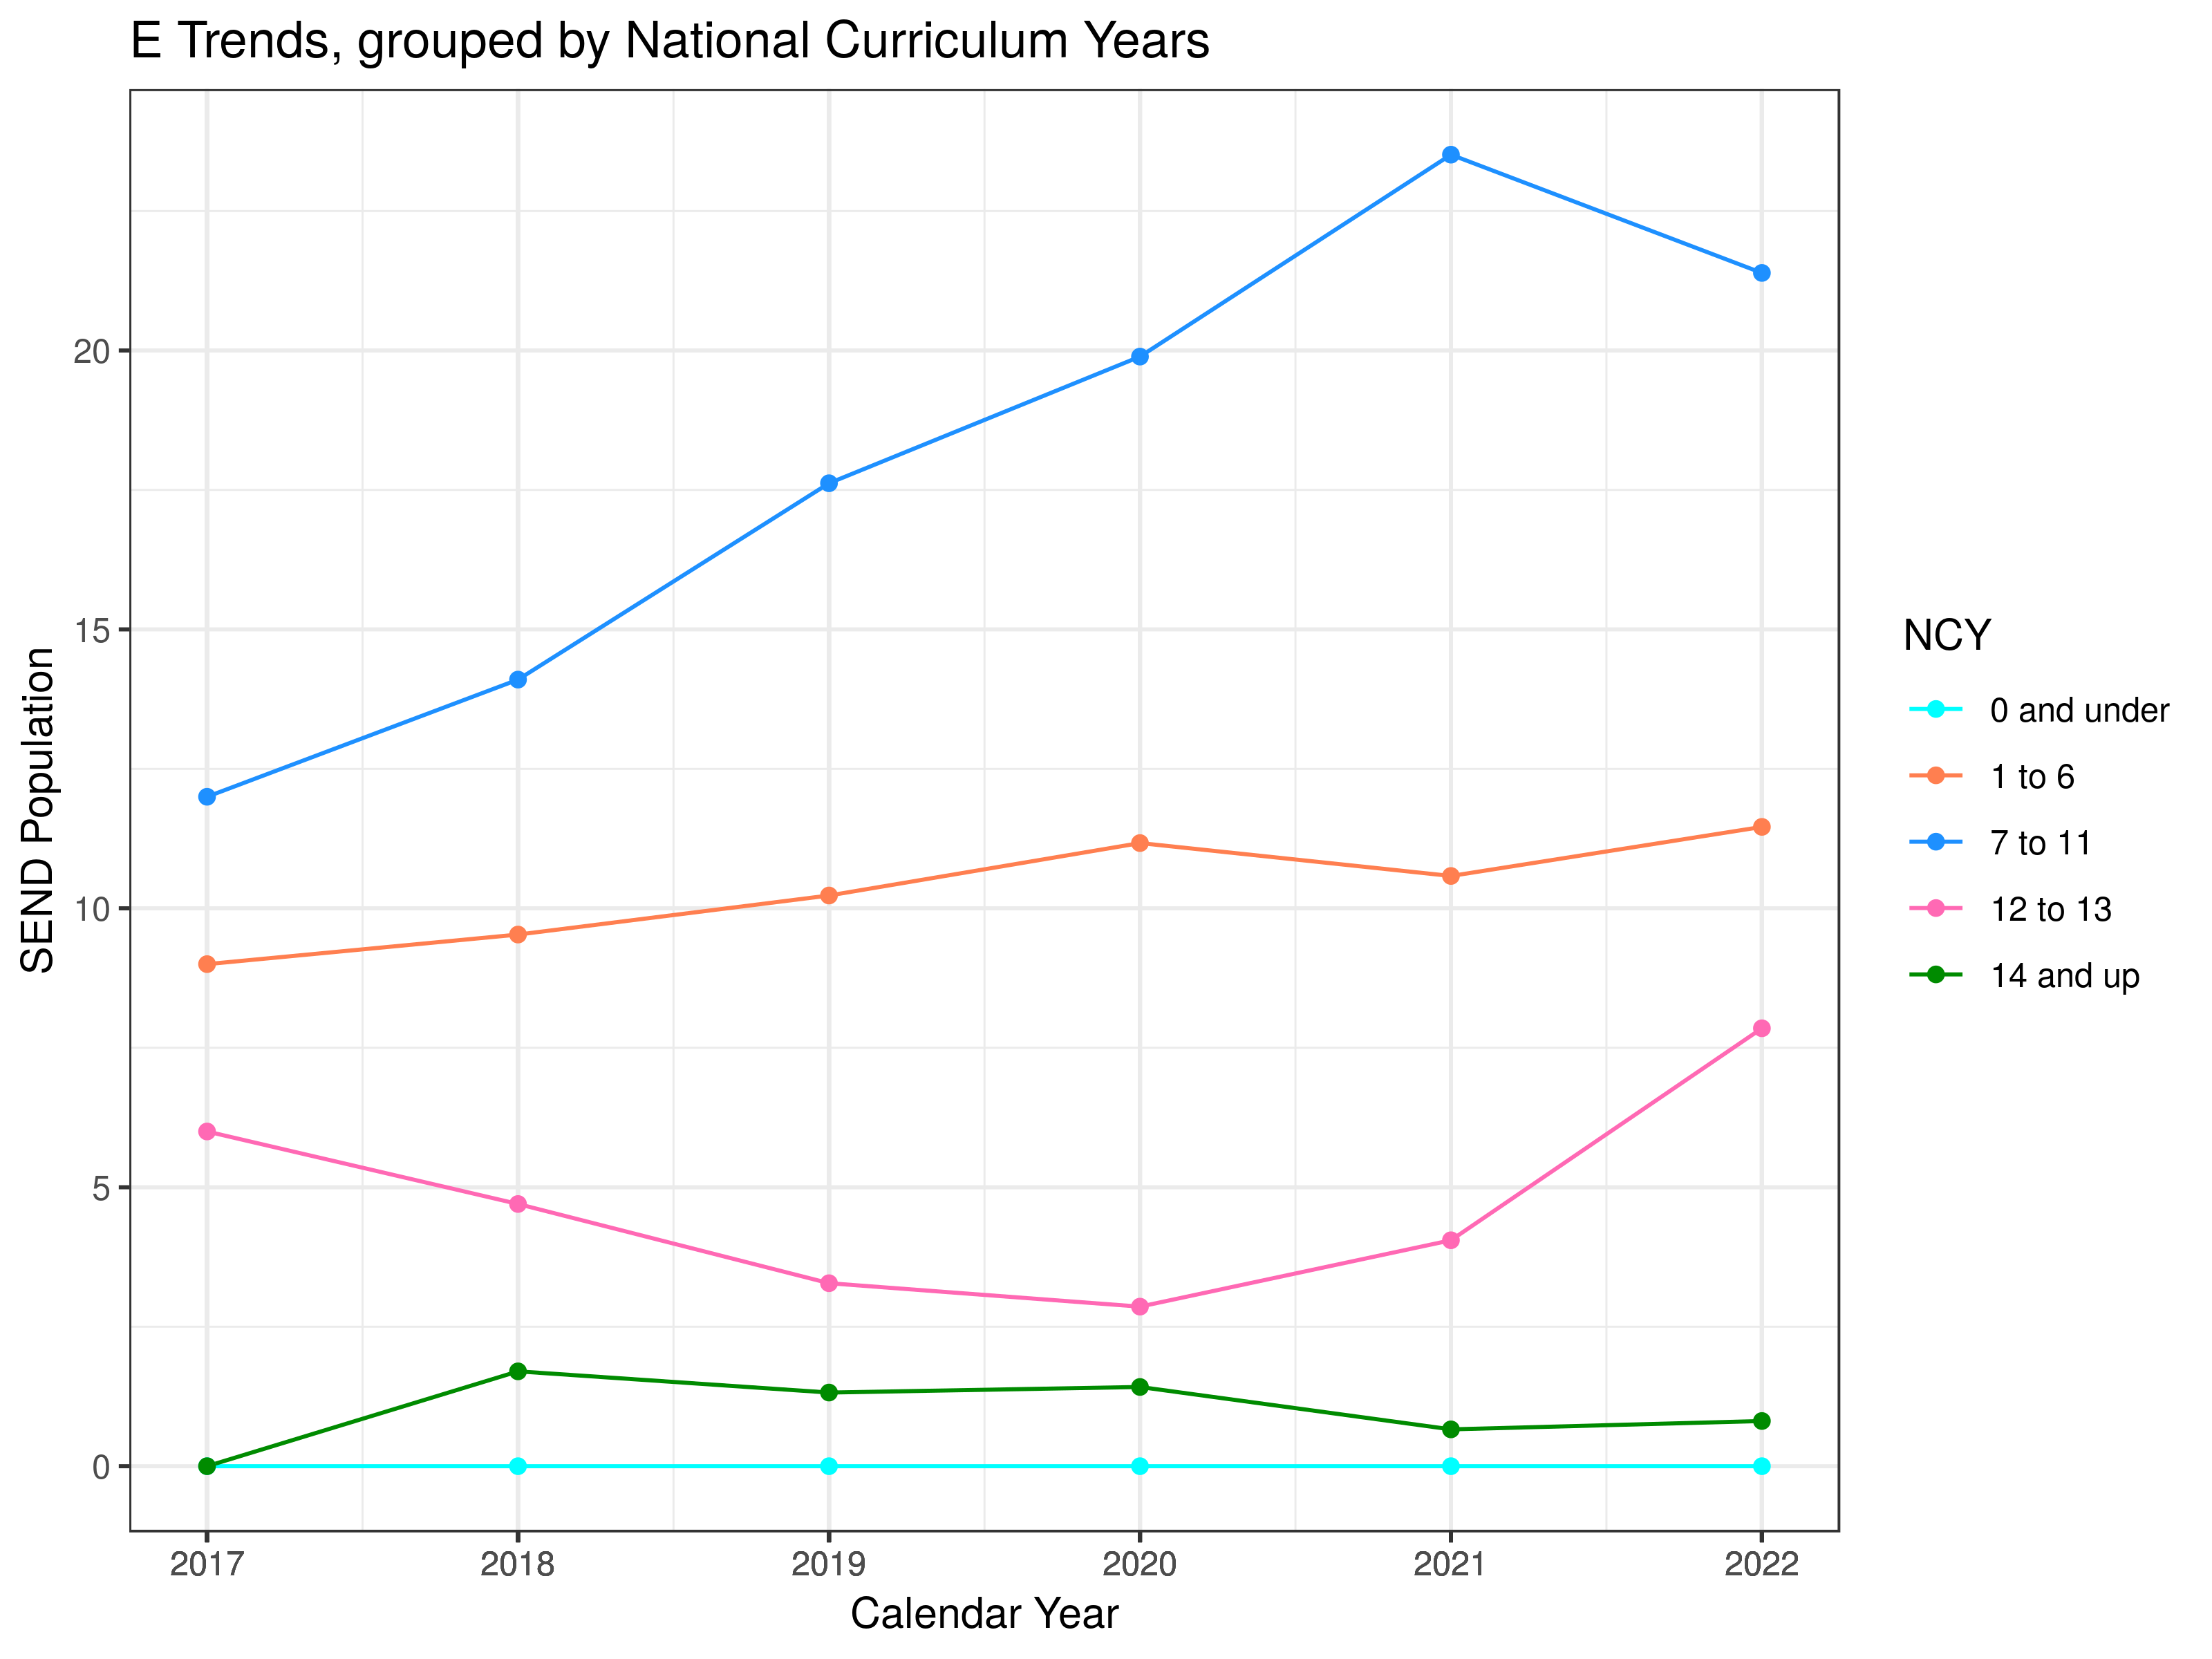 E Trends, grouped by National Curriculum Years
SEND Population
20
15
10
5
0
2017 2018 2019 2020 2021 2022
Calendar Year
NCY
0 and under
1 to 6
7 to 11
12 to 13
14 and up